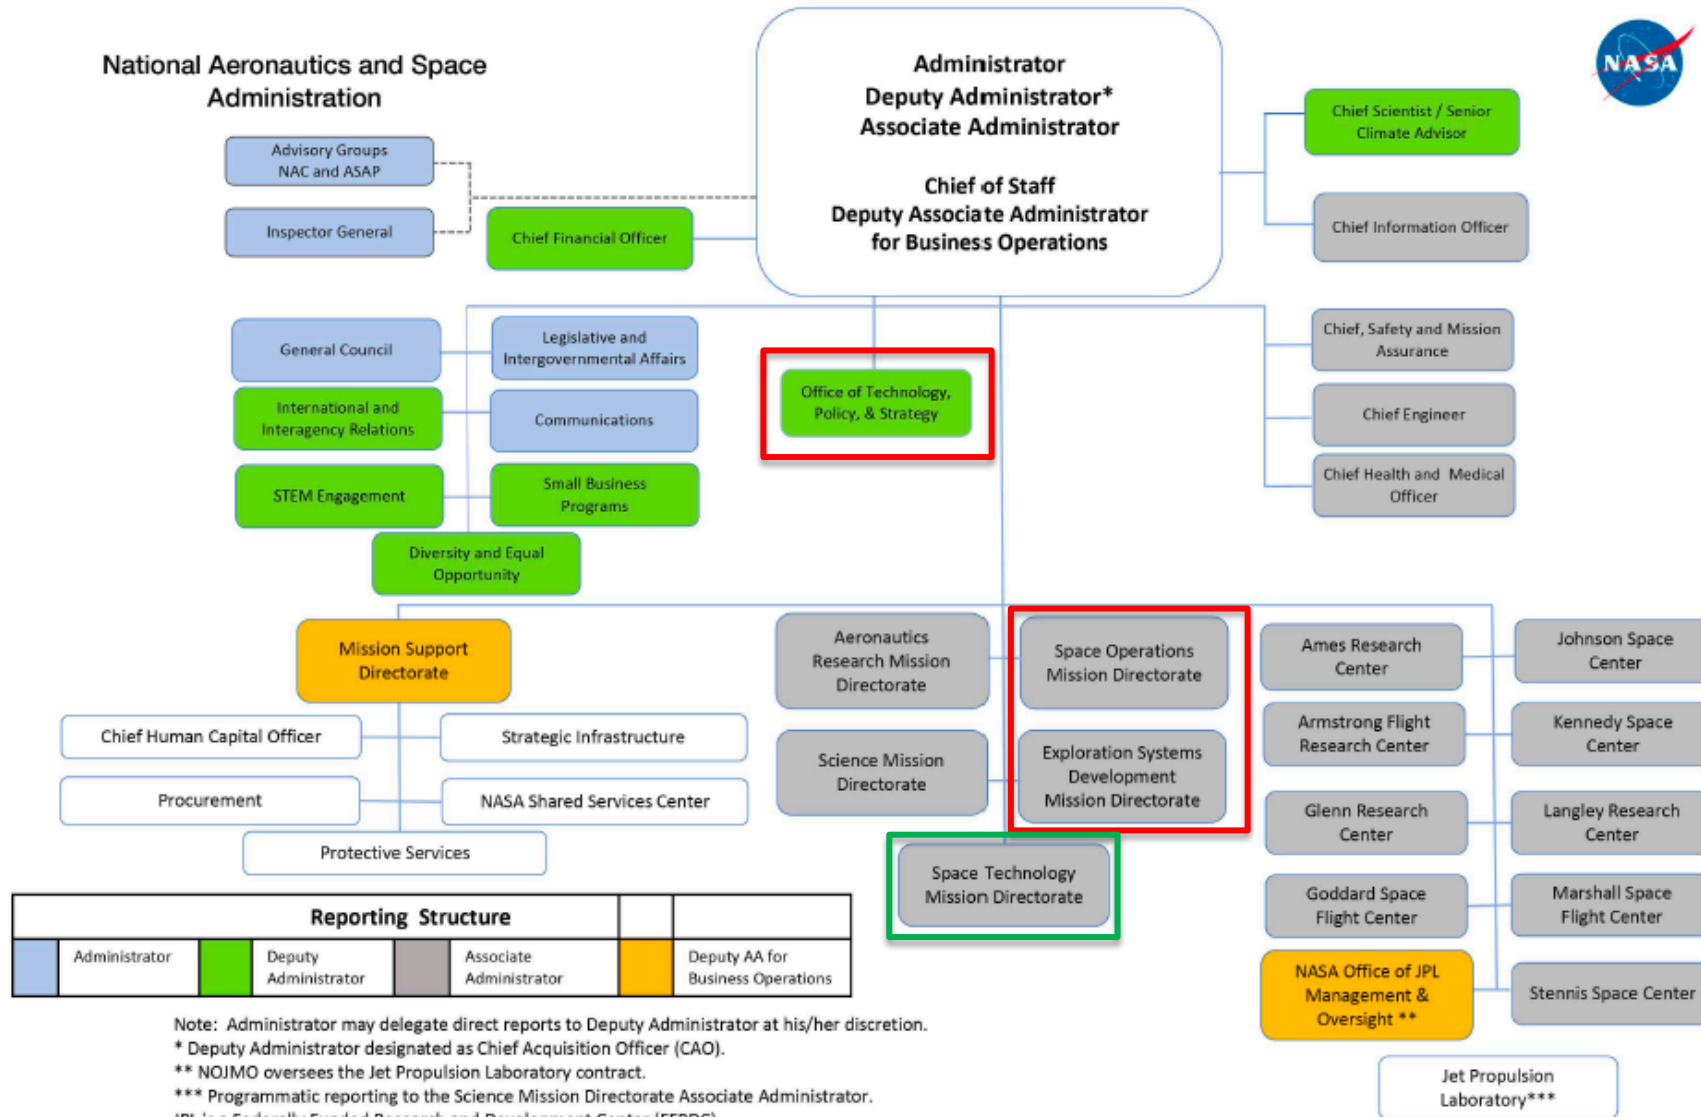 National Aeronautics and Space
Administration
NASA
Administrator
Deputy Administrator*
Associate Administrator
Chief of Staff
Deputy Associate Administrator
for Business Operations
Advisory Groups
NAC and ASAP
Inspector General
Chief Financial Officer
Chief Scientist / Senior
Climate Advisor
Chief Information Officer
General Council
Legislative and
Intergovernmental Affairs
International and
Interagency Relations
Communications
STEM Engagement
Small Business
Programs
Diversity and Equal
Opportunity
Office of Technology,
Policy, & Strategy
Chief, Safety and Mission
Assurance
Chief Engineer
Chief Health and Medical
Officer
Mission Support
Directorate
Chief Human Capital Officer
Strategic Infrastructure
Procurement
NASA Shared Services Center
Protective Services
Aeronautics
Research Mission
Directorate
Space Operations
Mission Directorate
Science Mission
Directorate
Exploration Systems
Development
Mission Directorate
Space Technology
Mission Directorate
Ames Research
Center
Johnson Space
Center
Armstrong Flight
Research Center
Kennedy Space
Center
Glenn Research
Center
Langley Research
Center
Goddard Space
Flight Center
Marshall Space
Flight Center
NASA Office of JPL
Management &
Oversight **
Stennis Space Center
Jet Propulsion
Laboratory***
Reporting Structure
Administrator
Deputy
Administrator
Associate
Administrator
Deputy AA for
Business Operations
Note: Administrator may delegate direct reports to Deputy Administrator at his/her discretion.
* Deputy Administrator designated as Chief Acquisition Officer (CAO).
** NOJMO oversees the Jet Propulsion Laboratory contract.
*** Programmatic reporting to the Science Mission Directorate Associate Administrator.
JPL is a Federally Funded Research and Development Center (FFRDC)